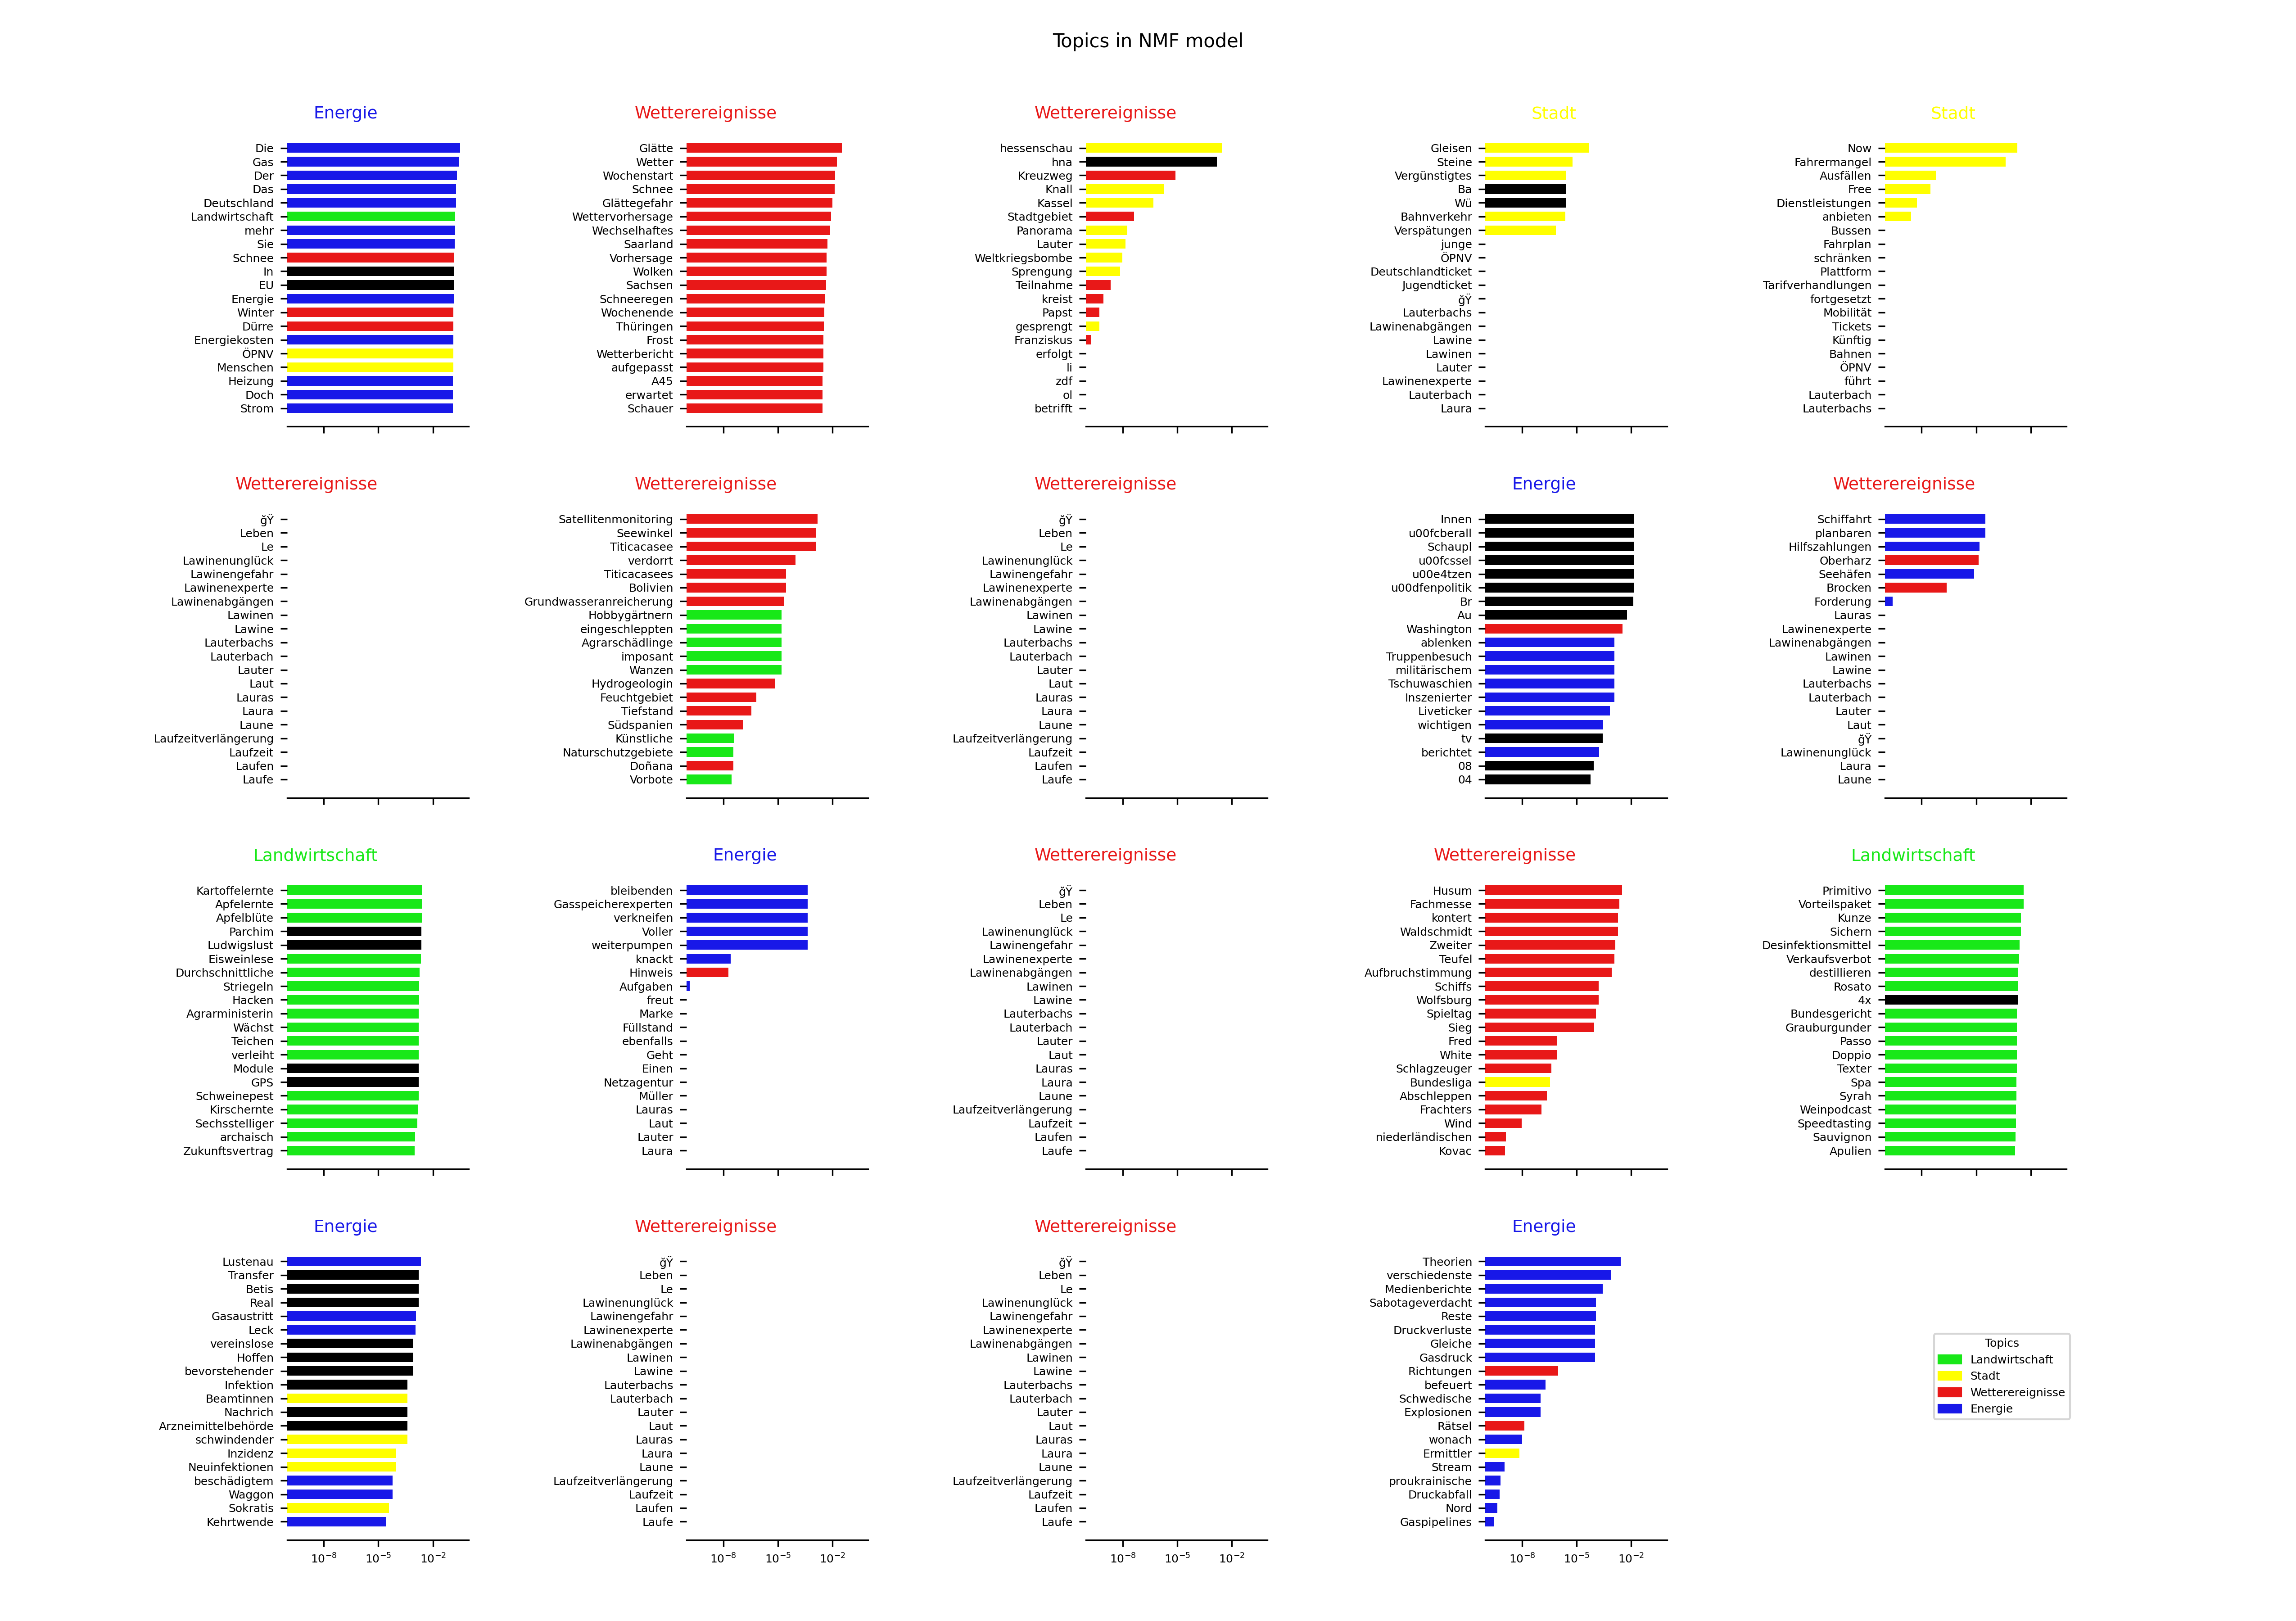 Topics in NMF model
Energie
Die
Gas
Der
Das
Deutschland
Landwirtschaft
mehr
Sie
Schnee
In
EU
Energie
Winter
Dürre
Energiekosten
ÖPNV
Menschen
Heizung
Doch
Strom
Wetterereignisse
Glätte
Wetter
Wochenstart
Schnee
Glättegefahr
Wettervorhersage
Wechselhaftes
Saarland
Vorhersage
Wolken
Sachsen
Schneeregen
Wochenende
Thüringen
Frost
Wetterbericht
aufgepasst
A45
erwartet
Schauer
Wetterereignisse
hessenschau
hna
Kreuzweg
Knall
Kassel
Stadtgebiet
Panorama
Lauter
Weltkriegsbombe
Sprengung
Teilnahme
kreist
Papst
gesprengt
Franziskus
erfolgt
li
zdf
ol
betrifft
Stadt
Gleisen
Steine
Vergünstigtes
Ba
Wü
Bahnverkehr
Verspätungen
junge
ÖPNV
Deutschlandticket
Jugendticket
ğŸ
Lauterbachs
Lawinenabgängen
Lawine
Lawinen
Lauter
Lawinenexperte
Lauterbach
Laura
Stadt
Now
Fahrermangel
Ausfällen
Free
Dienstleistungen
anbieten
Bussen
Fahrplan
schränken
Plattform
Tarifverhandlungen
fortgesetzt
Mobilität
Tickets
Künftig
Bahnen
ÖPNV
führt
Lauterbach
Lauterbachs
Wetterereignisse
ğŸ
Leben
Le
Lawinenunglück
Lawinengefahr
Lawinenexperte
Lawinenabgängen
Lawinen
Lawine
Lauterbachs
Lauterbach
Lauter
Laut
Lauras
Laura
Laune
Laufzeitverlängerung
Laufzeit
Laufen
Laufe
Wetterereignisse
Satellitenmonitoring
Seewinkel
Titicacasee
verdorrt
Titicacasees
Bolivien
Grundwasseranreicherung
Hobbygärtnern
eingeschleppten
Agrarschädlinge
imposant
Wanzen
Hydrogeologin
Feuchtgebiet
Tiefstand
Südspanien
Künstliche
Naturschutzgebiete
Doñana
Vorbote
Wetterereignisse
ğŸ
Leben
Le
Lawinenunglück
Lawinengefahr
Lawinenexperte
Lawinenabgängen
Lawinen
Lawine
Lauterbachs
Lauterbach
Lauter
Laut
Lauras
Laura
Laune
Laufzeitverlängerung
Laufzeit
Laufen
Laufe
Energie
Innen
u00fcberall
Schaupl
u00fcssel
u00e4tzen
u00dfenpolitik
Br
Au
Washington
ablenken
Truppenbesuch
militärischem
Tschuwaschien
Inszenierter
Liveticker
wichtigen
tv
berichtet
08
04
Wetterereignisse
Schiffahrt
planbaren
Hilfszahlungen
Oberharz
Seehäfen
Brocken
Forderung
Lauras
Lawinenexperte
Lawinenabgängen
Lawinen
Lawine
Lauterbachs
Lauterbach
Lauter
Laut
ğŸ
Lawinenunglück
Laura
Laune
Landwirtschaft
Kartoffelernte
Apfelernte
Apfelblüte
Parchim
Ludwigslust
Eisweinlese
Durchschnittliche
Striegeln
Hacken
Agrarministerin
Wächst
Teichen
verleiht
Module
GPS
Schweinepest
Kirschernte
Sechsstelliger
archaisch
Zukunftsvertrag
Energie
bleibenden
Gasspeicherexperten
verkneifen
Voller
weiterpumpen
knackt
Hinweis
Aufgaben
freut
Marke
Füllstand
ebenfalls
Geht
Einen
Netzagentur
Müller
Lauras
Laut
Lauter
Laura
Wetterereignisse
ğŸ
Leben
Le
Lawinenunglück
Lawinengefahr
Lawinenexperte
Lawinenabgängen
Lawinen
Lawine
Lauterbachs
Lauterbach
Lauter
Laut
Lauras
Laura
Laune
Laufzeitverlängerung
Laufzeit
Laufen
Laufe
Wetterereignisse
Husum
Fachmesse
kontert
Waldschmidt
Zweiter
Teufel
Aufbruchstimmung
Schiffs
Wolfsburg
Spieltag
Sieg
Fred
White
Schlagzeuger
Bundesliga
Abschleppen
Frachters
Wind
niederländischen
Kovac
Landwirtschaft
Primitivo
Vorteilspaket
Kunze
Sichern
Desinfektionsmittel
Verkaufsverbot
destillieren
Rosato
4x
Bundesgericht
Grauburgunder
Passo
Doppio
Texter
Spa
Syrah
Weinpodcast
Speedtasting
Sauvignon
Apulien
Energie
Lustenau
Transfer
Betis
Real
Gasaustritt
Leck
vereinslose
Hoffen
bevorstehender
Infektion
Beamtinnen
Nachrich
Arzneimittelbehörde
schwindender
Inzidenz
Neuinfektionen
beschädigtem
Waggon
Sokratis
Kehrtwende
10⁻⁸ 10⁻⁵ 10⁻²
Wetterereignisse
ğŸ
Leben
Le
Lawinenunglück
Lawinengefahr
Lawinenexperte
Lawinenabgängen
Lawinen
Lawine
Lauterbachs
Lauterbach
Lauter
Laut
Lauras
Laura
Laune
Laufzeitverlängerung
Laufzeit
Laufen
Laufe
10⁻⁸ 10⁻⁵ 10⁻²
Wetterereignisse
ğŸ
Leben
Le
Lawinenunglück
Lawinengefahr
Lawinenexperte
Lawinenabgängen
Lawinen
Lawine
Lauterbachs
Lauterbach
Lauter
Laut
Lauras
Laura
Laune
Laufzeitverlängerung
Laufzeit
Laufen
Laufe
10⁻⁸ 10⁻⁵ 10⁻²
Energie
Theorien
verschiedenste
Medienberichte
Sabotageverdacht
Reste
Druckverluste
Gleiche
Gasdruck
Richtungen
befeuert
Schwedische
Explosionen
Rätsel
wonach
Ermittler
Stream
proukrainische
Druckabfall
Nord
Gaspipelines
10⁻⁸ 10⁻⁵ 10⁻²
Topics
Landwirtschaft
Stadt
Wetterereignisse
Energie